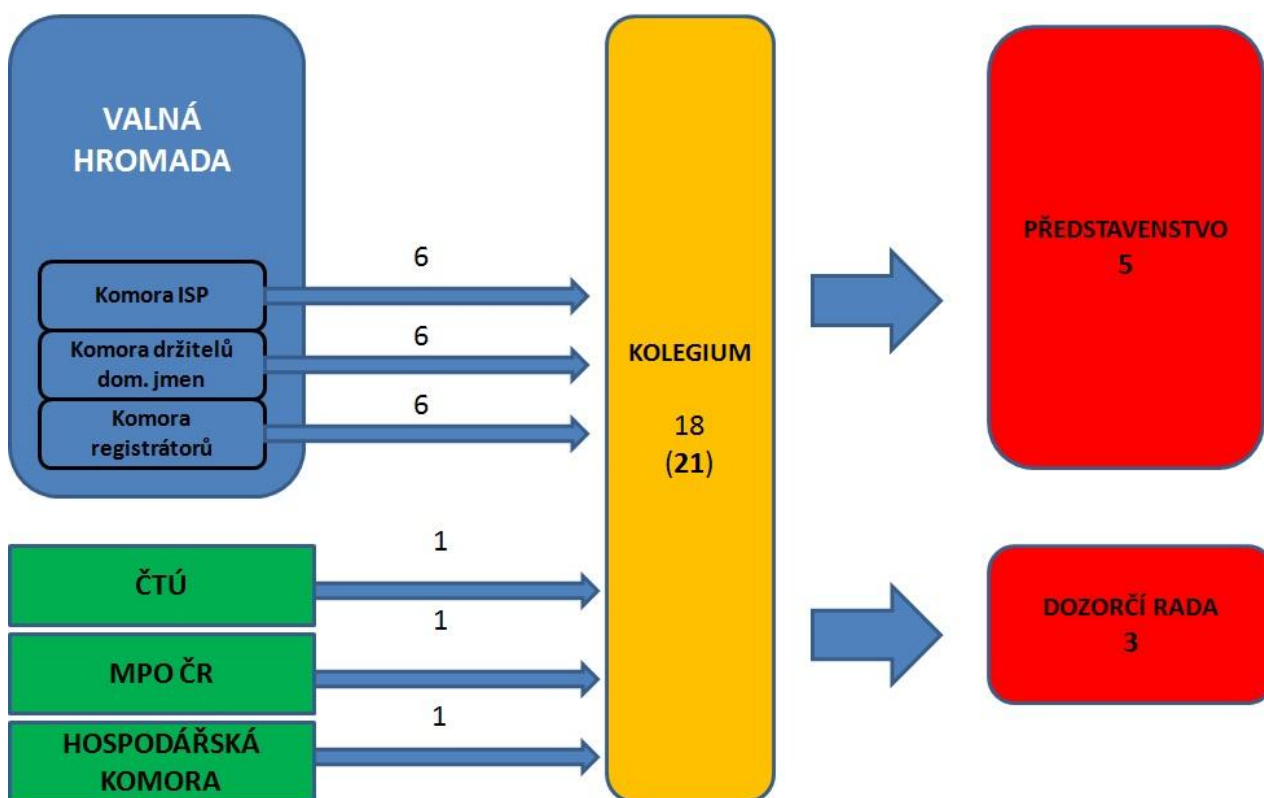 VALNÁ
HROMADA
Komora ISP
Komora držitelů
dom. jmen
Komora
registrátorů
6
6
6
ČTÚ
MPO ČR
HOSPODÁŘSKÁ
KOMORA
1
1
1
KOLEGIUM
18
(21)
PŘEDSTAVENSTVO
5
DOZORČÍ RADA
3